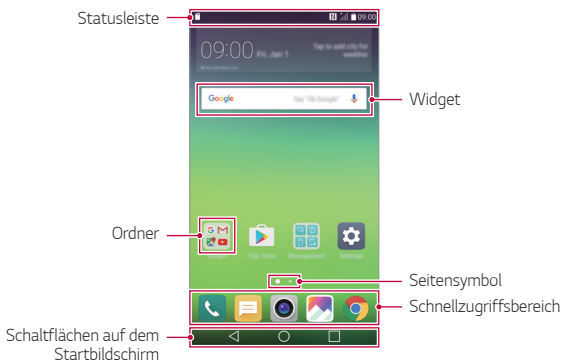 Statusleiste
09:00
09:00 Fri, Jan 1
Tap to add city for
weather
Google
Say "Ok Google"
Widget
Ordner
Play Store
Management
Settings
Seitensymbol
Schnellzugriffsbereich
Schaltflächen auf dem
Startbildschirm